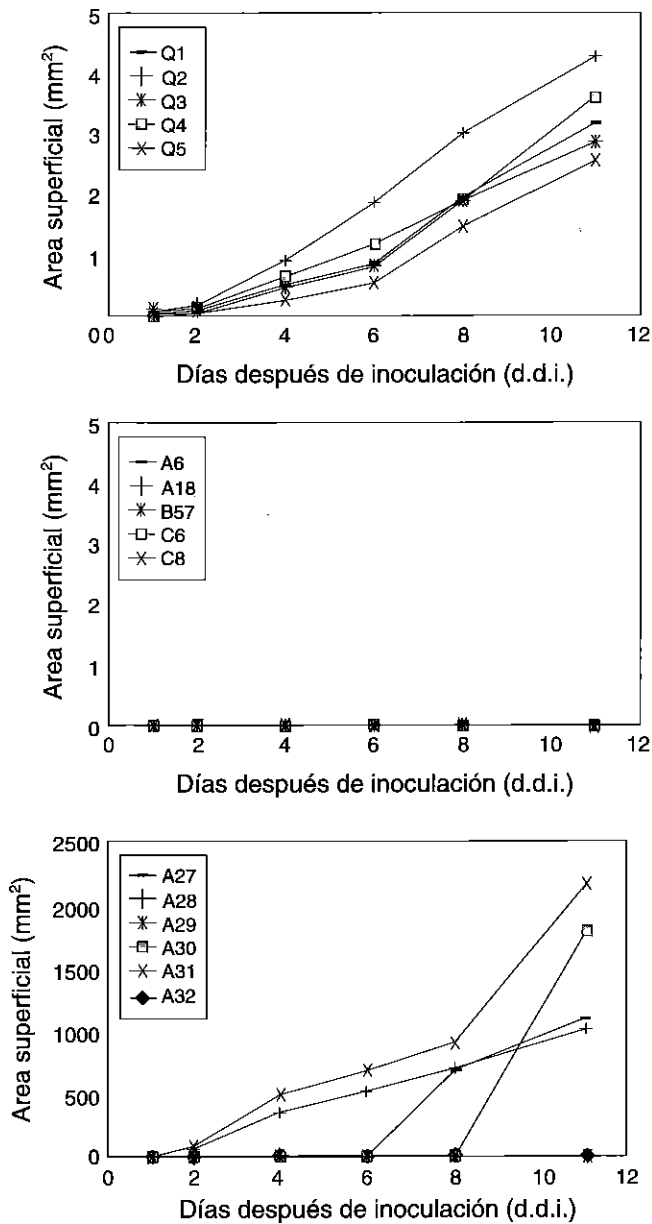 5
4
3
2
1
00
Q1
Q2
Q3
Q4
Q5
Area superficial (mm²)
2 4 6 8 10 12
Días después de inoculación (d.d.i.)
5
4
3
2
1
0
A6
A18
B57
C6
C8
Area superficial (mm²)
0 2 4 6 8 10 12
Días después de inoculación (d.d.i.)
2500
2000
1500
1000
500
0
A27
A28
A29
A30
A31
A32
Area superficial (mm²)
0 2 4 6 8 10 12
Días después de inoculación (d.d.i.)